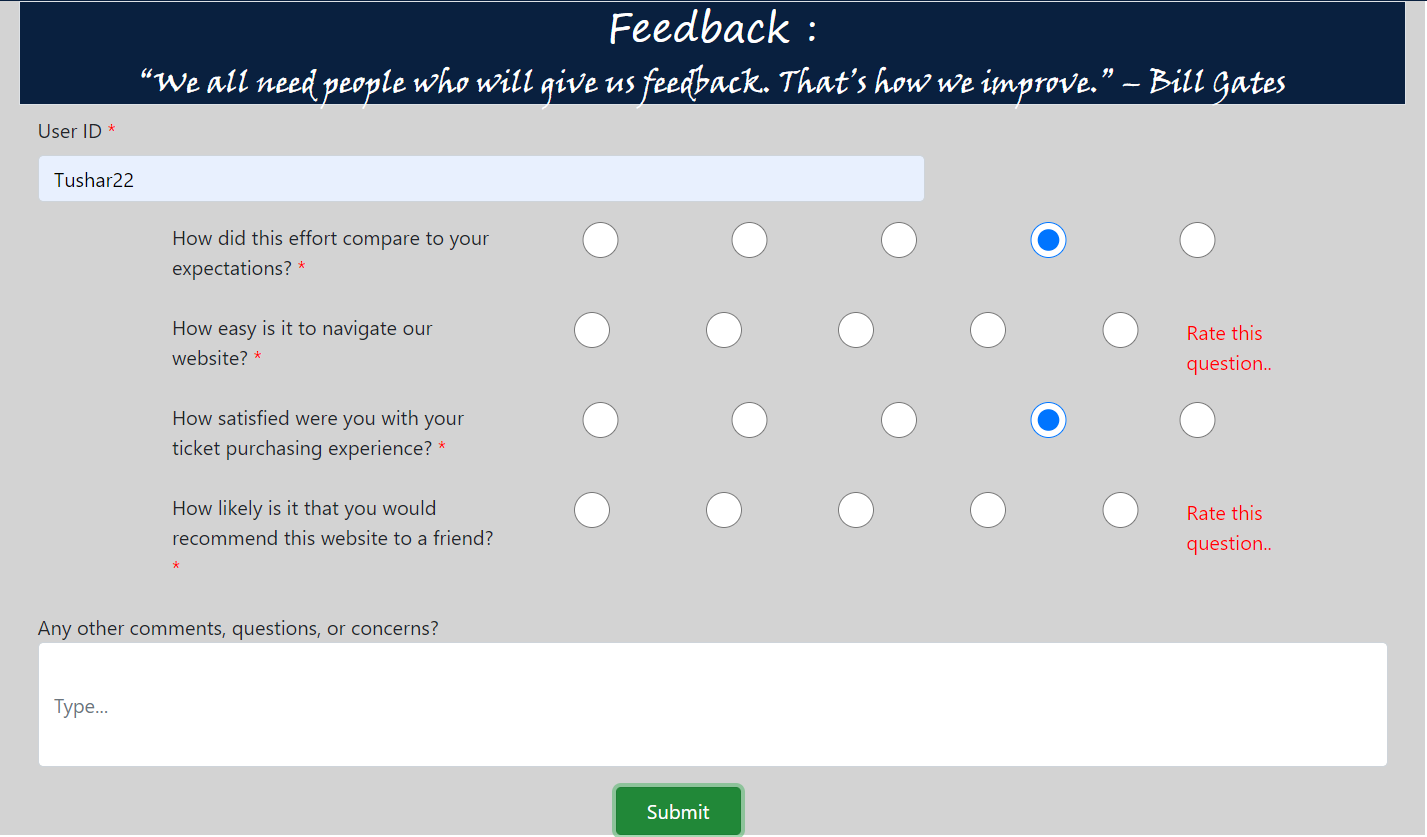 Feedback :
“We all need people who will give us feedback. That’s how we improve.” – Bill Gates
User ID *
Tushar22
How did this effort compare to your
expectations? *
How easy is it to navigate our
website? *
Rate this
question..
How satisfied were you with your
ticket purchasing experience? *
How likely is it that you would
recommend this website to a friend?
*
Rate this
question..
Any other comments, questions, or concerns?
Type...
Submit